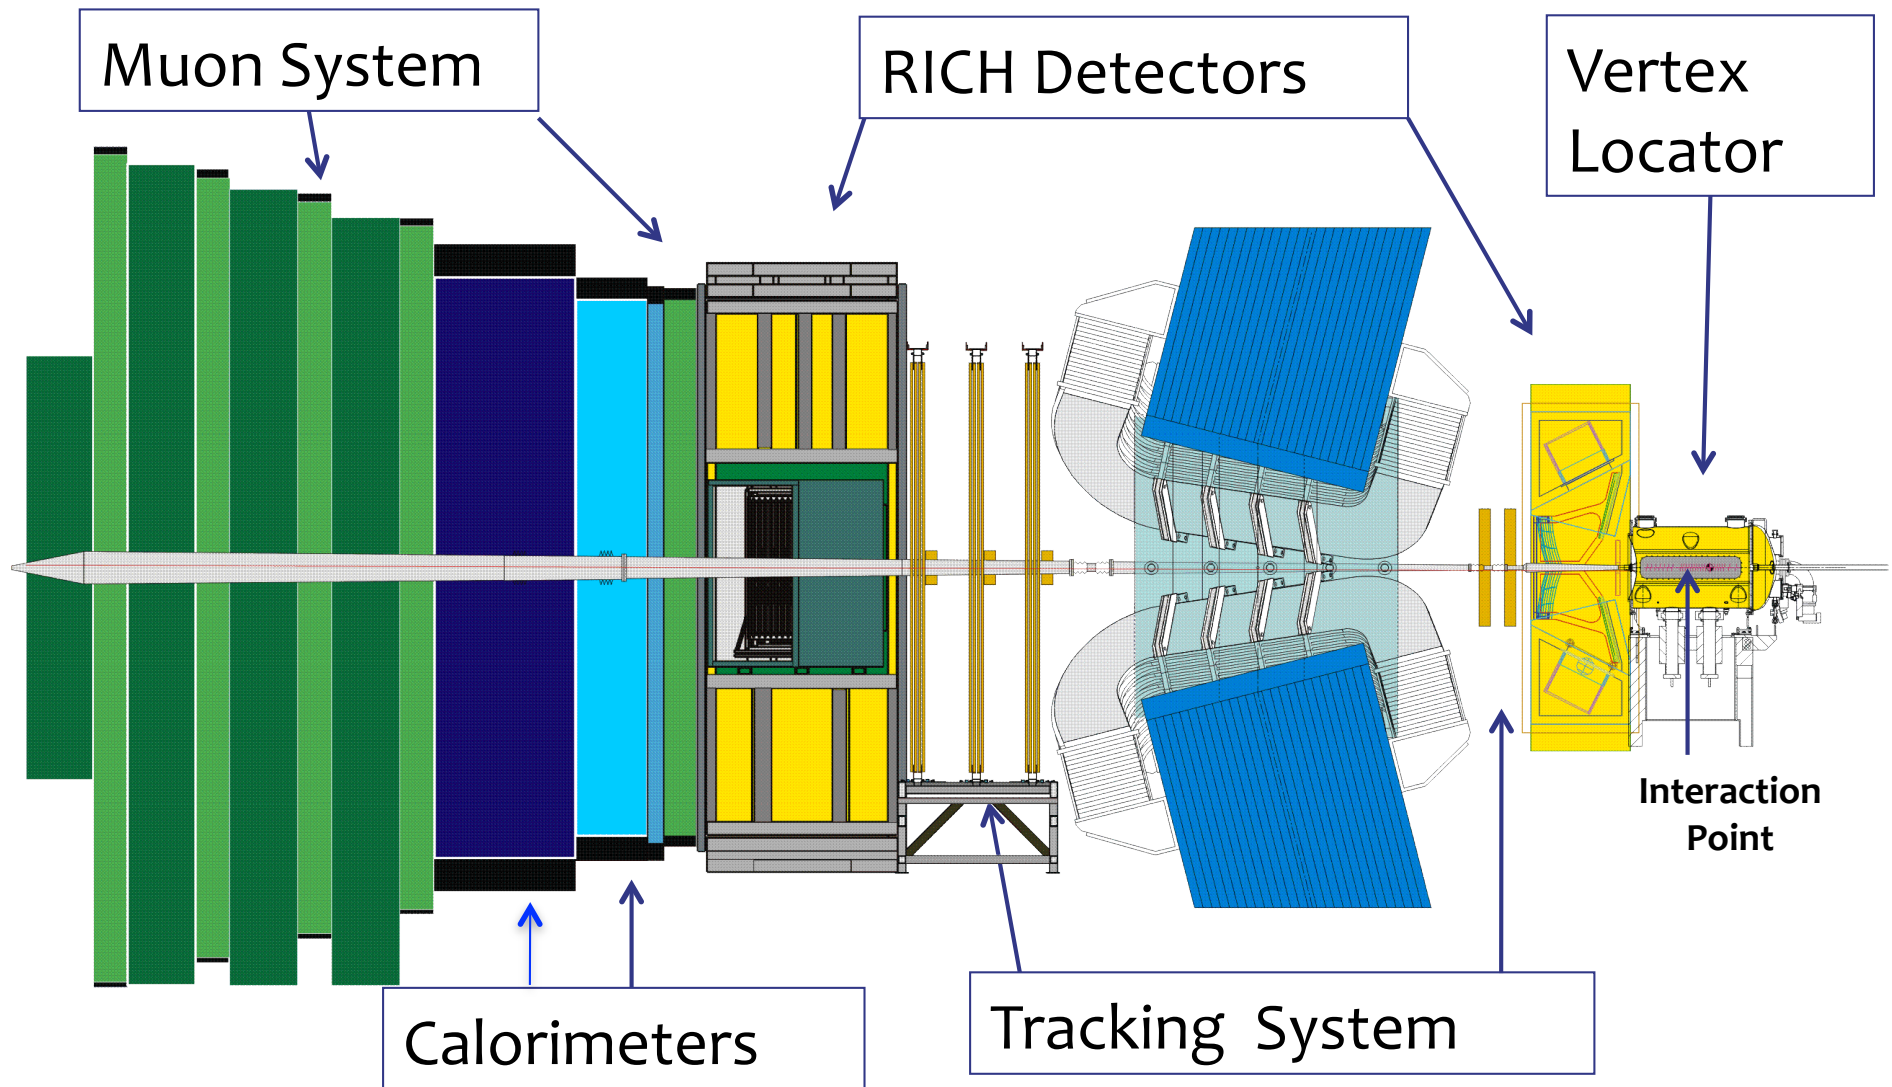 Muon System
RICH Detectors
Vertex
Locator
Interaction
Point
Calorimeters
Tracking System